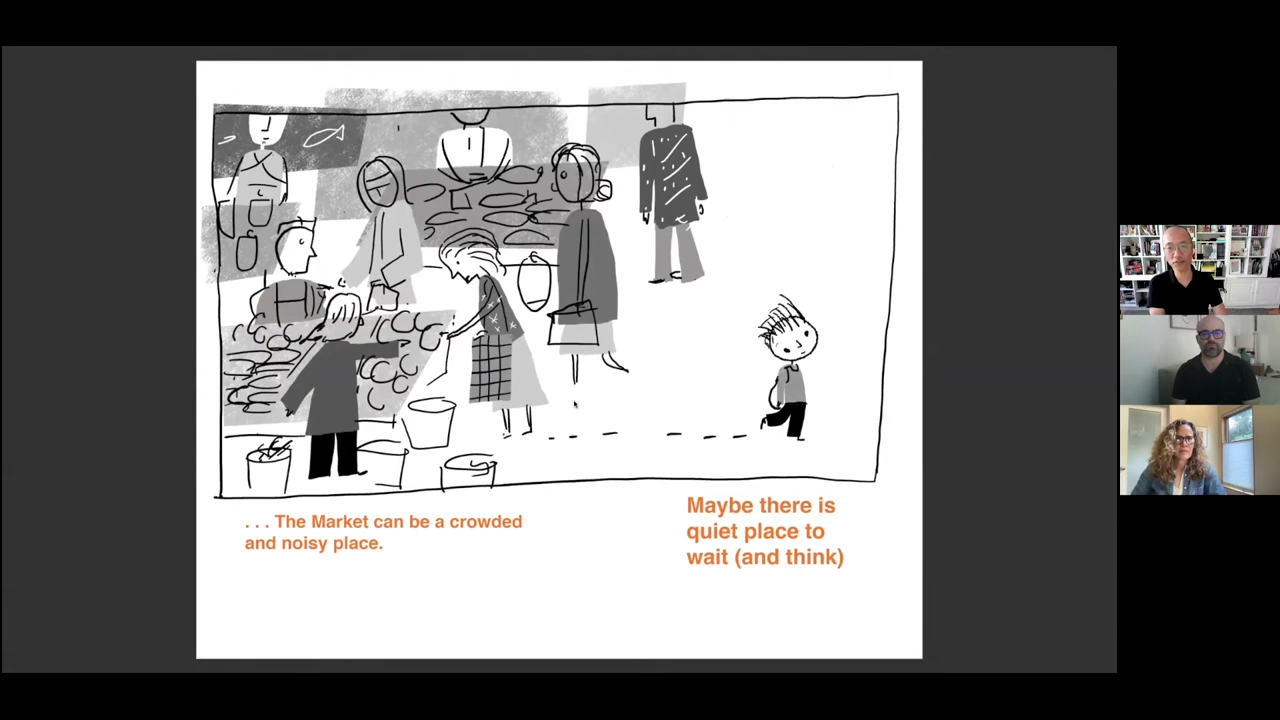 . . . The Market can be a crowded
and noisy place.
Maybe there is
quiet place to
wait (and think)